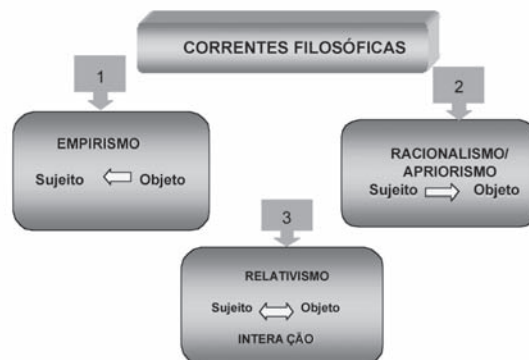 CORRENTES FILOSÓFICAS
1
EMPIRISMO
Sujeito Objeto
2
RACIONALISMO/
APRIORISMO
Sujeito Objeto
3
RELATIVISMO
Sujeito Objeto
INTERA ÇÃO